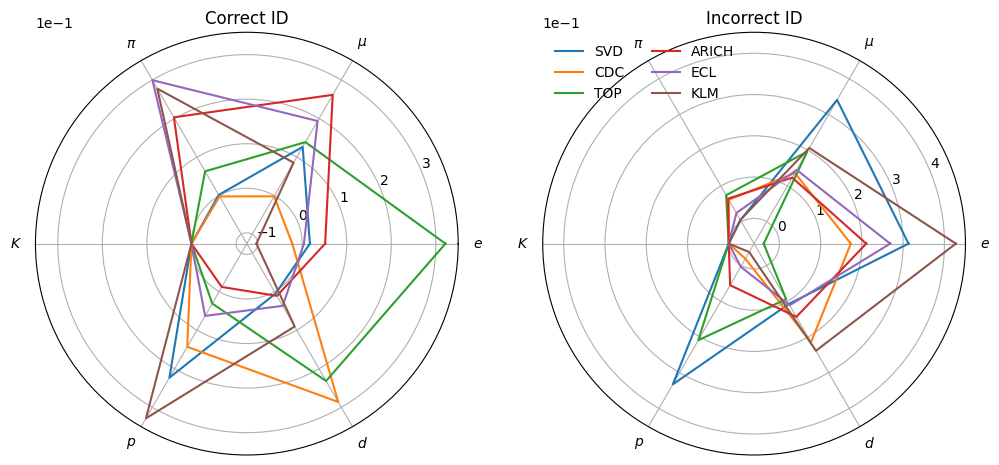 Correct ID
1e−1
e
μ
π
K
p
d
−1
0
1
2
3
Incorrect ID
1e−1
e
μ
π
K
p
d
0
1
2
3
4
SVD
CDC
TOP
ARICH
ECL
KLM